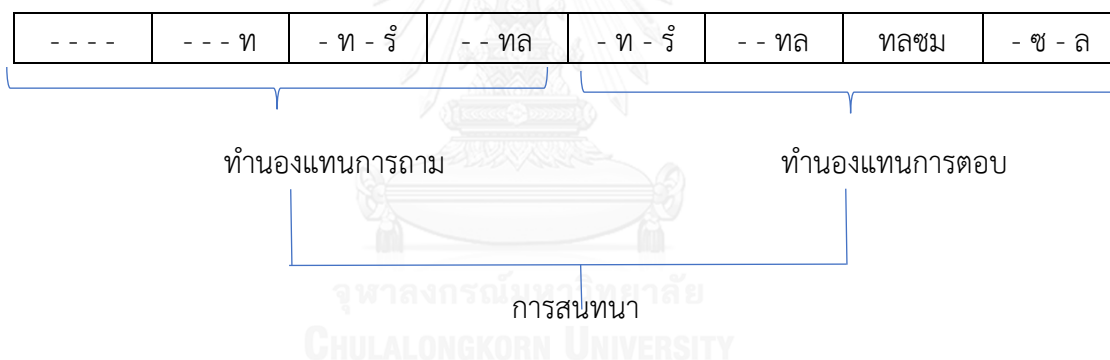 - - - - - - - ท - ท - รํ - - ทล - ท - รํ - - ทล ทลซม - ซ - ล
ทำนองแทนการถาม ทำนองแทนการตอบ
จุฬาลงกรณ์มหาวิทยาลัย
การสนทนา
CHULALONGKORN UNIVERSITY